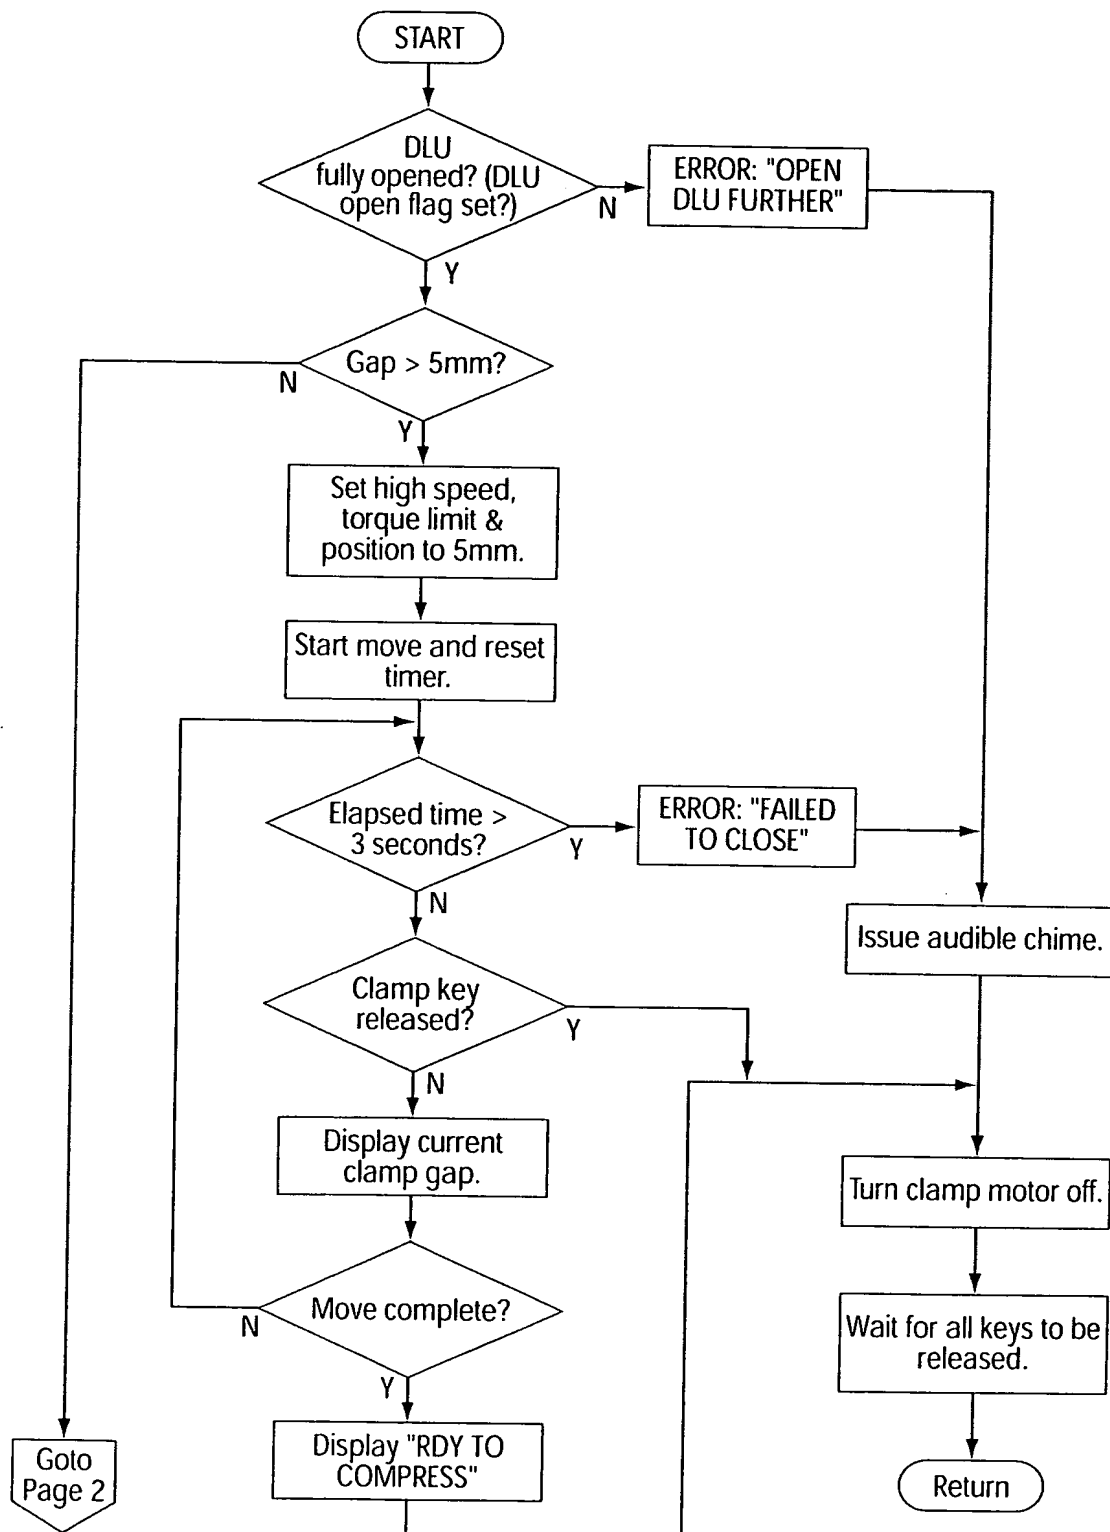 START
DLU
fully opened? (DLU
open flag set?)
N
ERROR: "OPEN
DLU FURTHER"
Y
Gap > 5mm?
N
Y
Set high speed,
torque limit &
position to 5mm.
Start move and reset
timer.
Elapsed time >
3 seconds?
Y
ERROR: "FAILED
TO CLOSE"
N
Issue audible chime.
Clamp key
released?
Y
N
Display current
clamp gap.
Turn clamp motor off.
Move complete?
N
Wait for all keys to be
released.
Y
Display "RDY TO
COMPRESS"
Goto
Page 2
Return